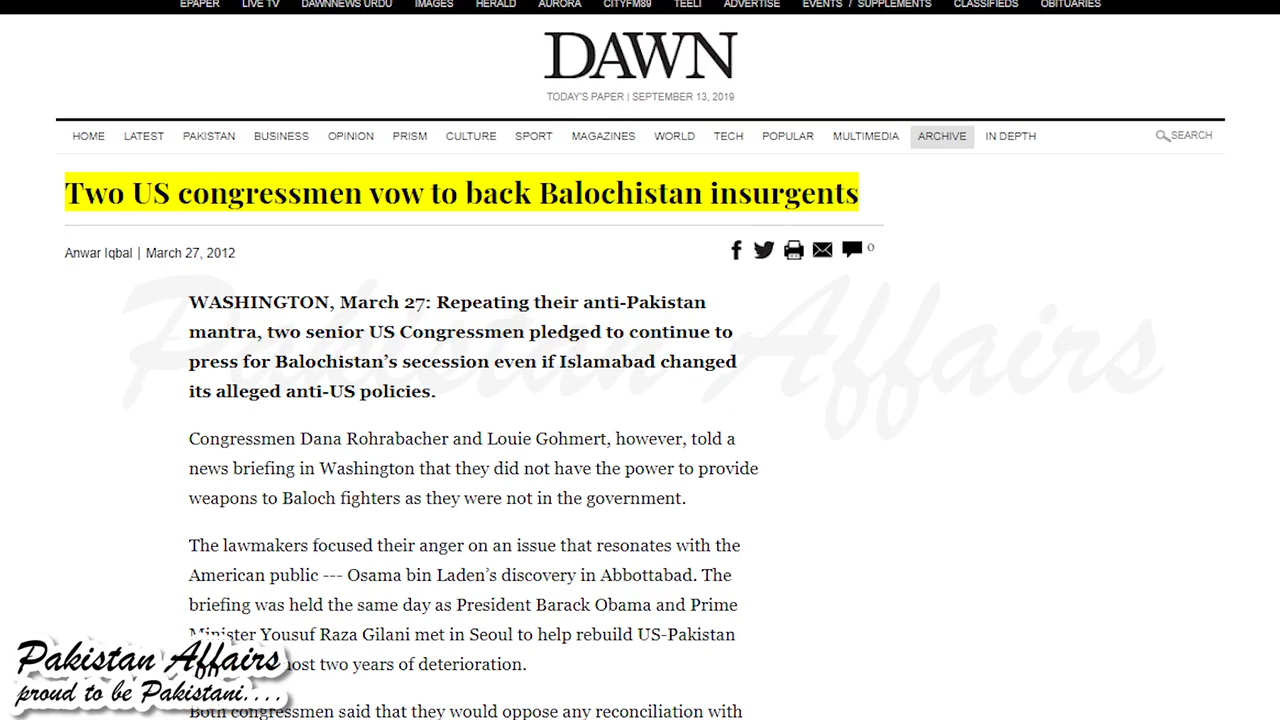 EPAPER LIVE TV DAWNNEWS URDU IMAGES HERALD AURORA CITYFM89 TEELI ADVERTISE EVENTS / SUPPLEMENTS CLASSIFIEDS OBITUARIES
DAWN
TODAY'S PAPER | SEPTEMBER 13, 2019
HOME LATEST PAKISTAN BUSINESS OPINION PRISM CULTURE SPORT MAGAZINES WORLD TECH POPULAR MULTIMEDIA ARCHIVE IN DEPTH SEARCH
Two US congressmen vow to back Balochistan insurgents
Anwar Iqbal | March 27, 2012 0
Pakistan Affairs
WASHINGTON, March 27: Repeating their anti-Pakistan
mantra, two senior US Congressmen pledged to continue to
press for Balochistan's secession even if Islamabad changed
its alleged anti-US policies.
Congressmen Dana Rohrabacher and Louie Gohmert, however, told a
news briefing in Washington that they did not have the power to provide
weapons to Baloch fighters as they were not in the government.
The lawmakers focused their anger on an issue that resonates with the
American public --- Osama bin Laden's discovery in Abbottabad. The
briefing was held the same day as President Barack Obama and Prime
Minister Yousuf Raza Gilani met in Seoul to help rebuild US-Pakistan
two years of deterioration.
Both congressmen said that they would oppose any reconciliation with
Pakistan Affairs
proud to be Pakistani....